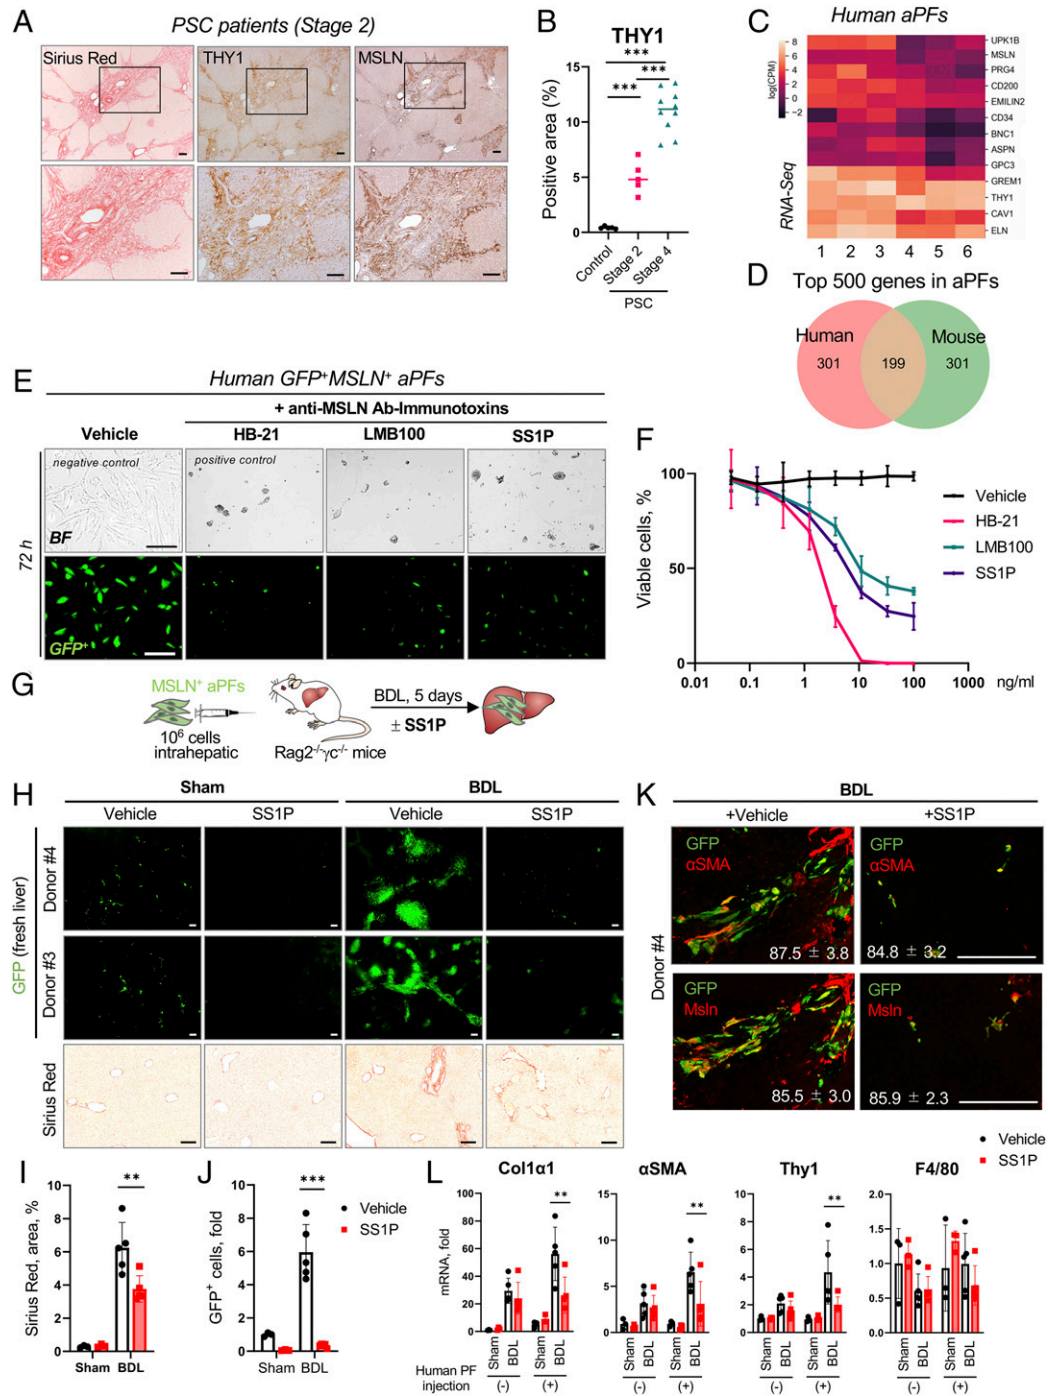 A
PSC patients (Stage 2)
Sirius Red
THY1
MSLN
B
THY1
***
***
***
Positive area (%)
15
10
5
0
Control
Stage 2
Stage 4
PSC
C
Human aPFs
log(CPM)
8
6
4
2
0
−2
RNA-Seq
UPK1B
MSLN
PRG4
CD200
EMILIN2
CD34
BNC1
ASPN
GPC3
GREM1
THY1
CAV1
ELN
1 2 3 4 5 6
D
Top 500 genes in aPFs
Human
Mouse
301
199
301
E
Human GFP⁺MSLN⁺ aPFs
+ anti-MSLN Ab-Immunotoxins
Vehicle
HB-21
LMB100
SS1P
negative control
positive control
BF
72 h
GFP⁺
F
Viable cells, %
100
50
0
0.01 0.1 1 10 100 1000
ng/ml
Vehicle
HB-21
LMB100
SS1P
G
MSLN⁺ aPFs
10⁶ cells
intrahepatic
Rag2⁻/⁻γc⁻/⁻ mice
BDL, 5 days
± SS1P
H
Sham
BDL
Vehicle
SS1P
Vehicle
SS1P
GFP (fresh liver)
Donor #4
Donor #3
Sirius Red
K
BDL
+Vehicle
+SS1P
Donor #4
GFP
αSMA
87.5 ± 3.8
GFP
αSMA
84.8 ± 3.2
GFP
Msln
85.5 ± 3.0
GFP
Msln
85.9 ± 2.3
I
**
Sirius Red, area, %
10
8
6
4
2
0
Sham BDL
J
***
GFP⁺ cells, fold
10
8
6
4
2
0
Sham BDL
Vehicle
SS1P
L
Vehicle
SS1P
Col1α1
**
mRNA, fold
100
80
60
40
20
0
Sham
BDL
Sham
BDL
Human PF
injection
(-)
(+)
αSMA
**
15
10
5
0
Sham
BDL
Sham
BDL
(-)
(+)
Thy1
**
10
8
6
4
2
0
Sham
BDL
Sham
BDL
(-)
(+)
F4/80
2.0
1.5
1.0
0.5
0.0
Sham
BDL
Sham
BDL
(-)
(+)